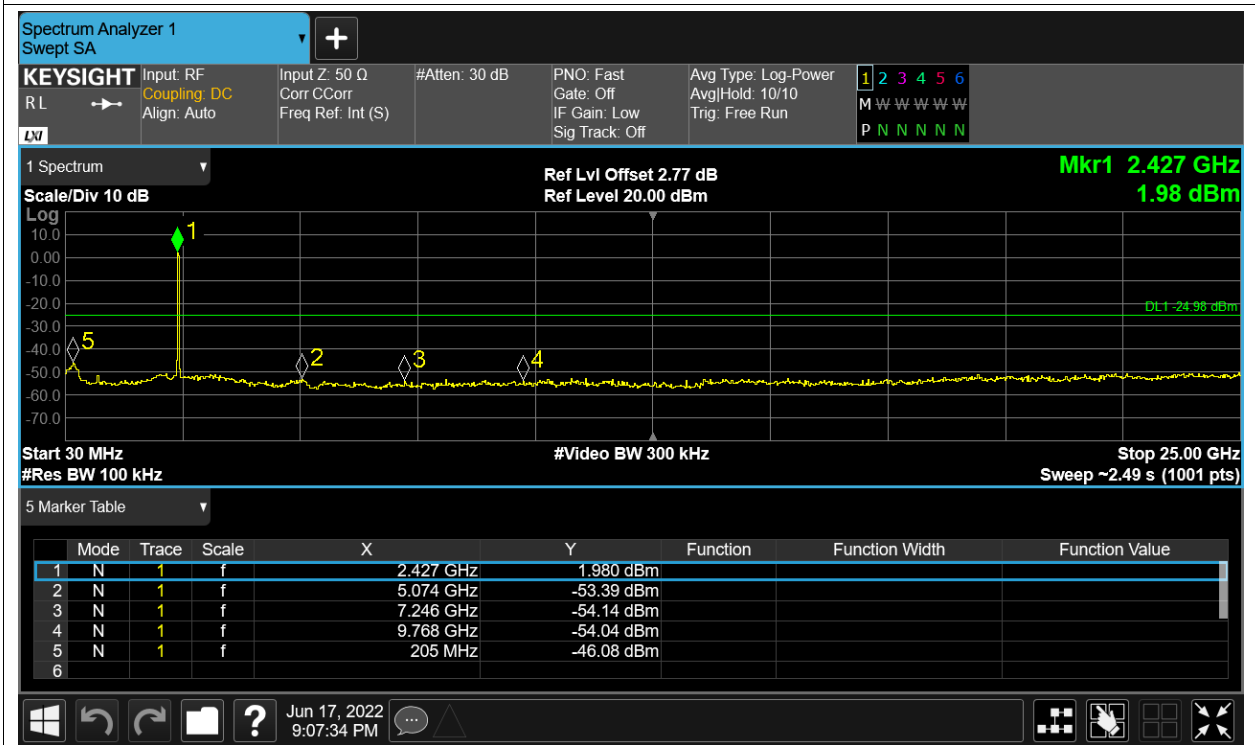 Spectrum Analyzer 1
Swept SA
+
KEYSIGHT Input: RF Input Z: 50 Ω #Atten: 30 dB PNO: Fast Avg Type: Log-Power 1 2 3 4 5 6
R L Coupling: DC Corr CCorr Gate: Off Avg|Hold: 10/10 M W W W W W
Align: Auto Freq Ref: Int (S) IF Gain: Low Trig: Free Run
LXI Sig Track: Off P N N N N N
1 Spectrum Ref Lvl Offset 2.77 dB Mkr1 2.427 GHz
Scale/Div 10 dB Ref Level 20.00 dBm 1.98 dBm
Log
10.0
0.00
-10.0
-20.0
-30.0
-40.0
-50.0
-60.0
-70.0
1
DL1 -24.98 dBm
5
2
3
4
Start 30 MHz #Video BW 300 kHz Stop 25.00 GHz
#Res BW 100 kHz Sweep ~2.49 s (1001 pts)
5 Marker Table
Mode Trace Scale X Y Function Function Width Function Value
1 N 1 f 2.427 GHz 1.980 dBm
2 N 1 f 5.074 GHz -53.39 dBm
3 N 1 f 7.246 GHz -54.14 dBm
4 N 1 f 9.768 GHz -54.04 dBm
5 N 1 f 205 MHz -46.08 dBm
6
? Jun 17, 2022
9:07:34 PM